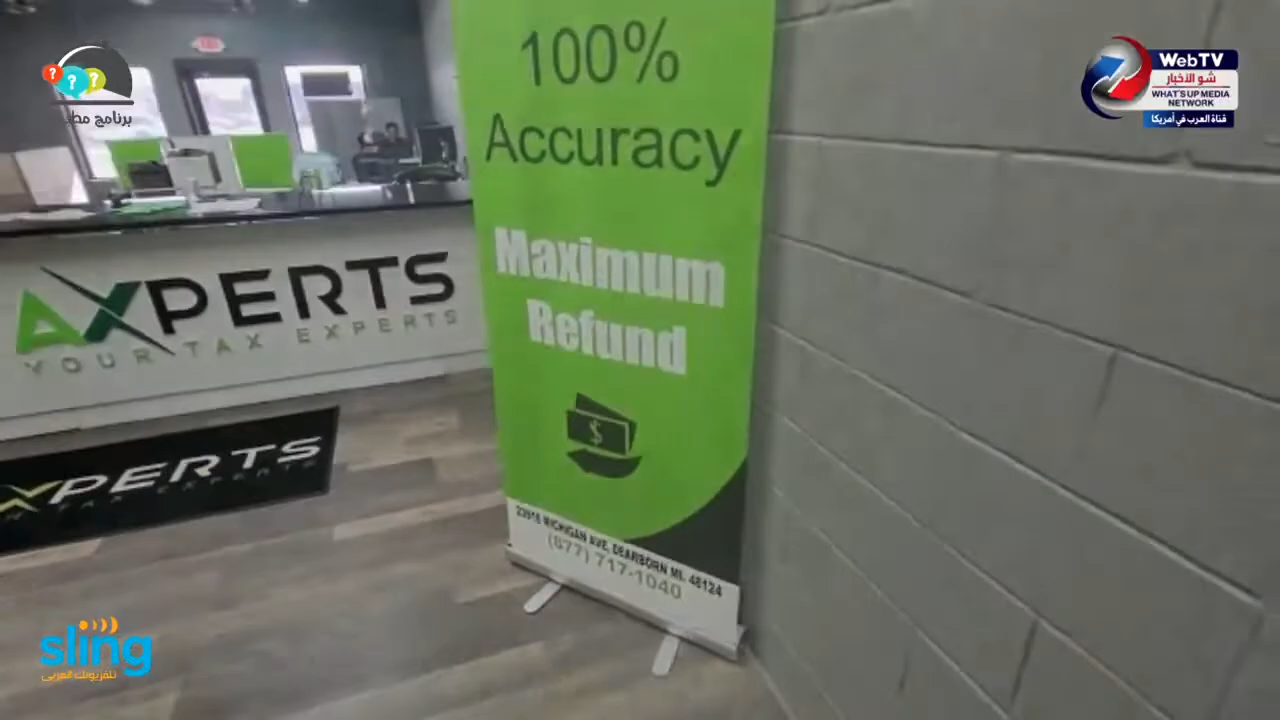 100%
Accuracy
Maximum
Refund
$
MICHIGAN AVE, DEARBORN MI. 48124
(877) 717-1040
AXPERTS
YOUR TAX EXPERTS
XPERTS
? ? ?
برنامج
WebTV
شو الأخبار
WHAT'S UP MEDIA
NETWORK
قناة العرب في أمريكا
sling
تلفزيونك العربي